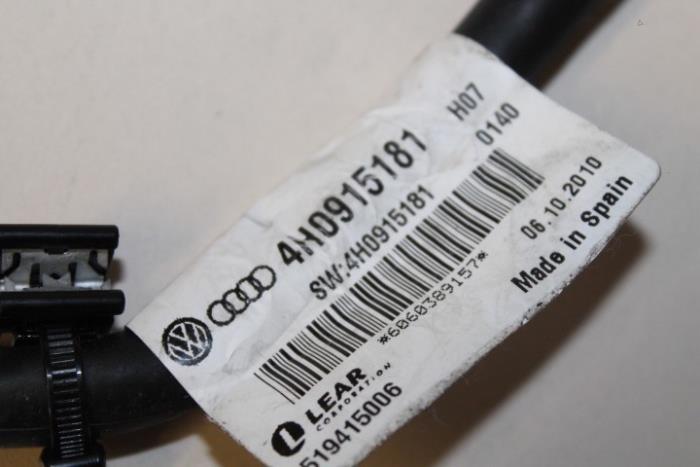 4H0915181 H07
SW:4H0915181 0140
*6060389157* 06.10.2010
Made in Spain
LEAR
CORPORATION
519415006